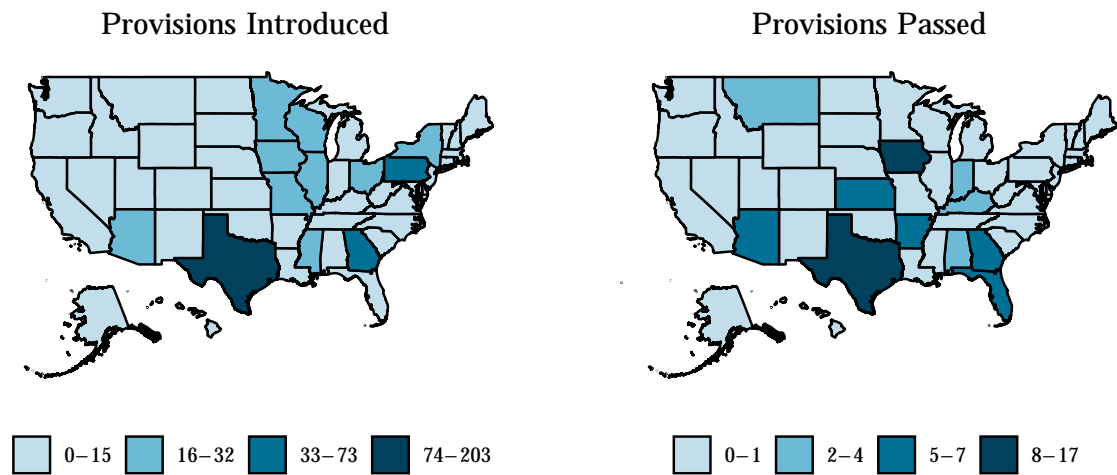 Provisions Introduced
Provisions Passed
0–15 16–32 33–73 74–203
0–1 2–4 5–7 8–17